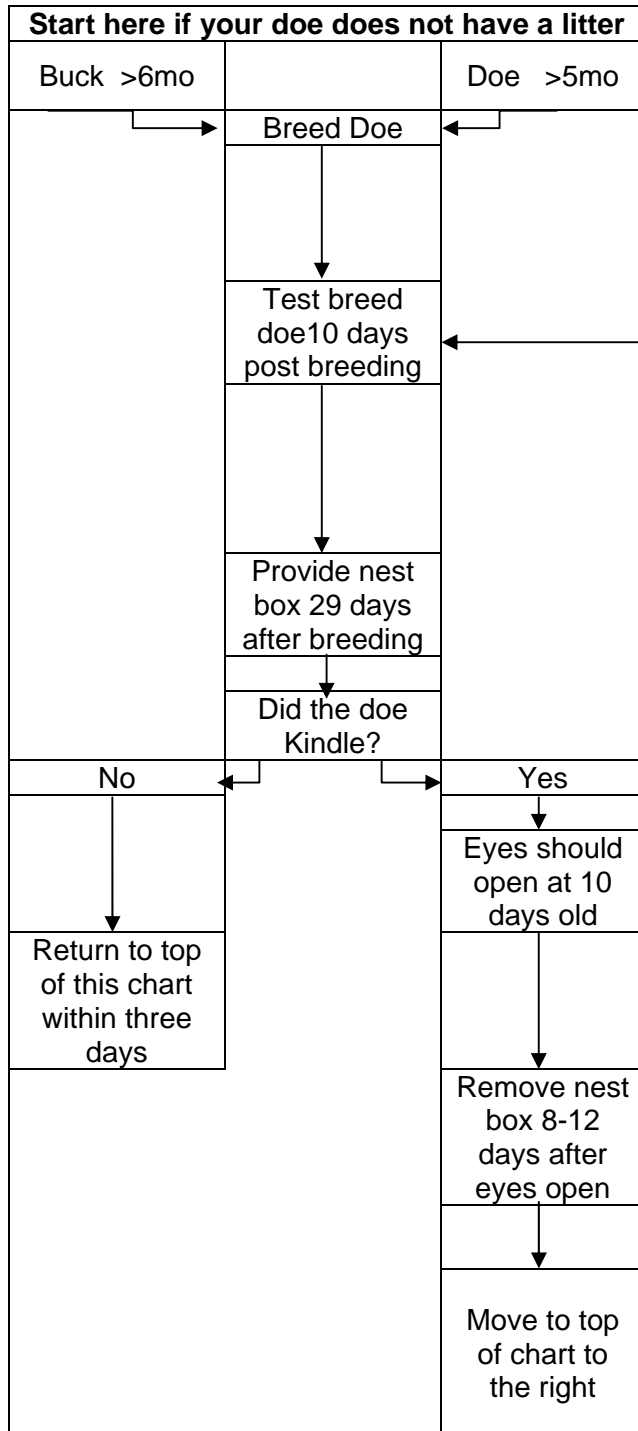 Start here if your doe does not have a litter
Buck >6mo
Doe >5mo
Breed Doe
Test breed
doe10 days
post breeding
Provide nest
box 29 days
after breeding
Did the doe
Kindle?
No
Yes
Eyes should
open at 10
days old
Return to top
of this chart
within three
days
Remove nest
box 8-12
days after
eyes open
Move to top
of chart to
the right